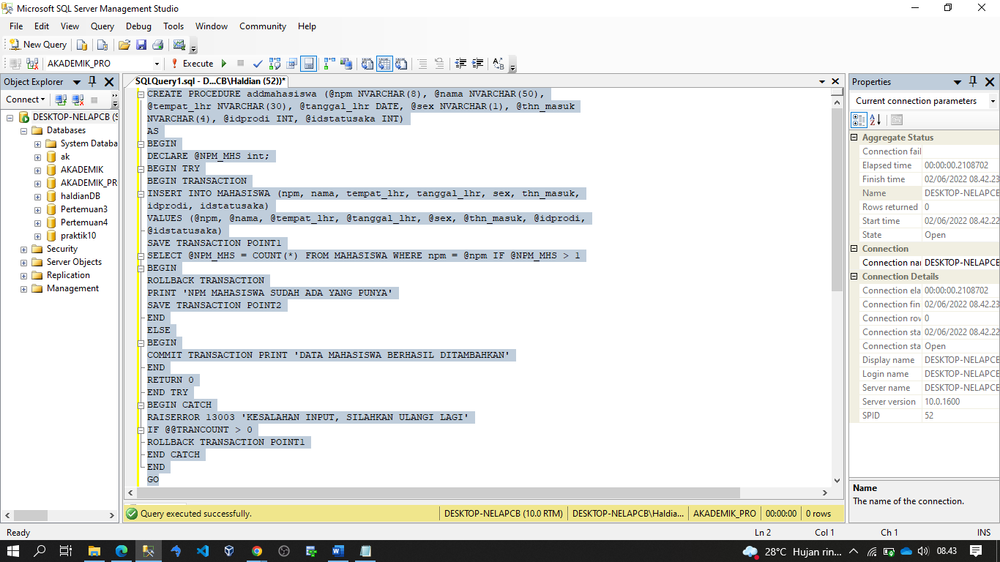 Microsoft SQL Server Management Studio
File Edit View Query Debug Tools Window Community Help
New Query
AKADEMIK_PRO Execute
Object Explorer
Connect
DESKTOP-NELAPCB (S
Databases
System Databa
ak
AKADEMIK
AKADEMIK_PR
haldianDB
Pertemuan3
Pertemuan4
praktik10
Security
Server Objects
Replication
Management
SQLQuery1.sql - D...CB\Haldian (52))*
CREATE PROCEDURE addmahasiswa (@npm NVARCHAR(8), @nama NVARCHAR(50),
@tempat_lhr NVARCHAR(30), @tanggal_lhr DATE, @sex NVARCHAR(1), @thn_masuk
NVARCHAR(4), @idprodi INT, @idstatusaka INT)
AS
BEGIN
DECLARE @NPM_MHS int;
BEGIN TRY
BEGIN TRANSACTION
INSERT INTO MAHASISWA (npm, nama, tempat_lhr, tanggal_lhr, sex, thn_masuk,
idprodi, idstatusaka)
VALUES (@npm, @nama, @tempat_lhr, @tanggal_lhr, @sex, @thn_masuk, @idprodi,
@idstatusaka)
SAVE TRANSACTION POINT1
SELECT @NPM_MHS = COUNT(*) FROM MAHASISWA WHERE npm = @npm IF @NPM_MHS > 1
BEGIN
ROLLBACK TRANSACTION
PRINT 'NPM MAHASISWA SUDAH ADA YANG PUNYA'
SAVE TRANSACTION POINT2
END
ELSE
BEGIN
COMMIT TRANSACTION PRINT 'DATA MAHASISWA BERHASIL DITAMBAHKAN'
END
RETURN 0
END TRY
BEGIN CATCH
RAISERROR 13003 'KESALAHAN INPUT, SILAHKAN ULANGI LAGI'
IF @@TRANCOUNT > 0
ROLLBACK TRANSACTION POINT1
END CATCH
END
GO
Query executed successfully. DESKTOP-NELAPCB (10.0 RTM) DESKTOP-NELAPCB\Haldia... AKADEMIK_PRO 00:00:00 0 rows
Properties
Current connection parameters
Aggregate Status
Connection fail
Elapsed time 00:00:00.2108702
Finish time 02/06/2022 08.42.23
Name DESKTOP-NELAPCB
Rows returned 0
Start time 02/06/2022 08.42.22
State Open
Connection
Connection nar DESKTOP-NELAPCB
Connection Details
Connection ela 00:00:00.2108702
Connection fin 02/06/2022 08.42.23
Connection rov 0
Connection sta 02/06/2022 08.42.22
Connection sta Open
Display name DESKTOP-NELAPCB
Login name DESKTOP-NELAPCB
Server name DESKTOP-NELAPCB
Server version 10.0.1600
SPID 52
Name
The name of the connection.
Ready Ln 2 Col 1 Ch 1 INS
28°C Hujan rin... 08.43